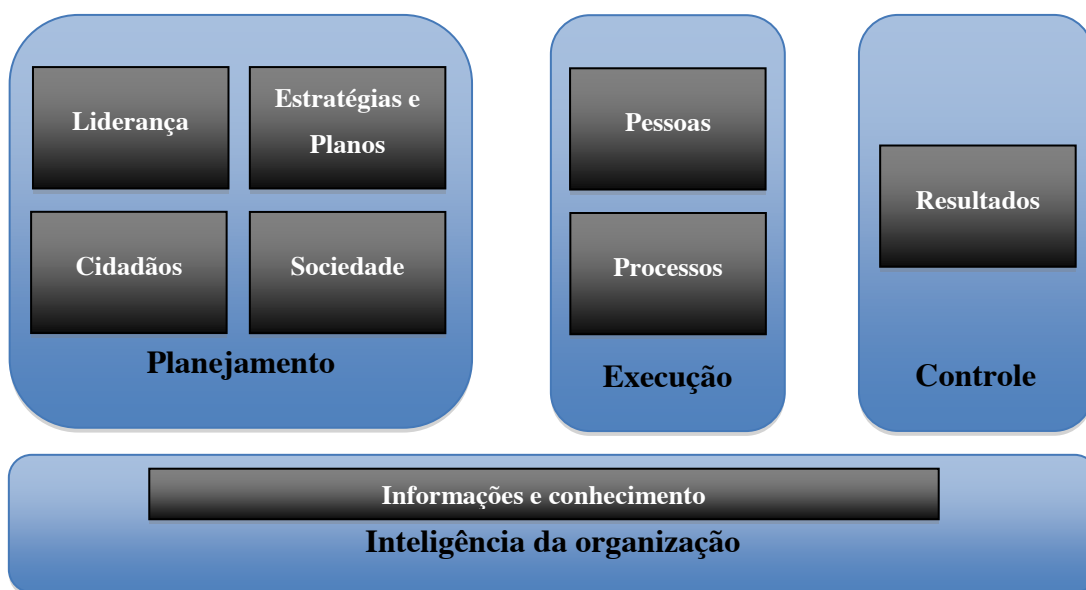 Liderança
Estratégias e
Planos
Cidadãos
Sociedade
Planejamento
Pessoas
Processos
Execução
Resultados
Controle
Informações e conhecimento
Inteligência da organização